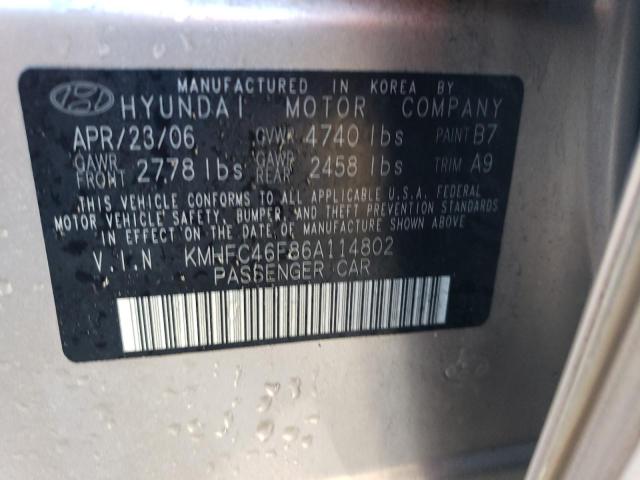 MANUFACTURED IN KOREA BY
HYUNDAI MOTOR COMPANY
APR/23/06 GVWR 4740 lbs PAINT B7
GAWR FRONT 2778 lbs GAWR REAR 2458 lbs TRIM A9
THIS VEHICLE CONFORMS TO ALL APPLICABLE U.S.A. FEDERAL
MOTOR VEHICLE SAFETY, BUMPER, AND THEFT PREVENTION STANDARDS
IN EFFECT ON THE DATE OF MANUFACTURE SHOWN ABOVE.
V.I.N KMHFC46F86A114802
PASSENGER CAR